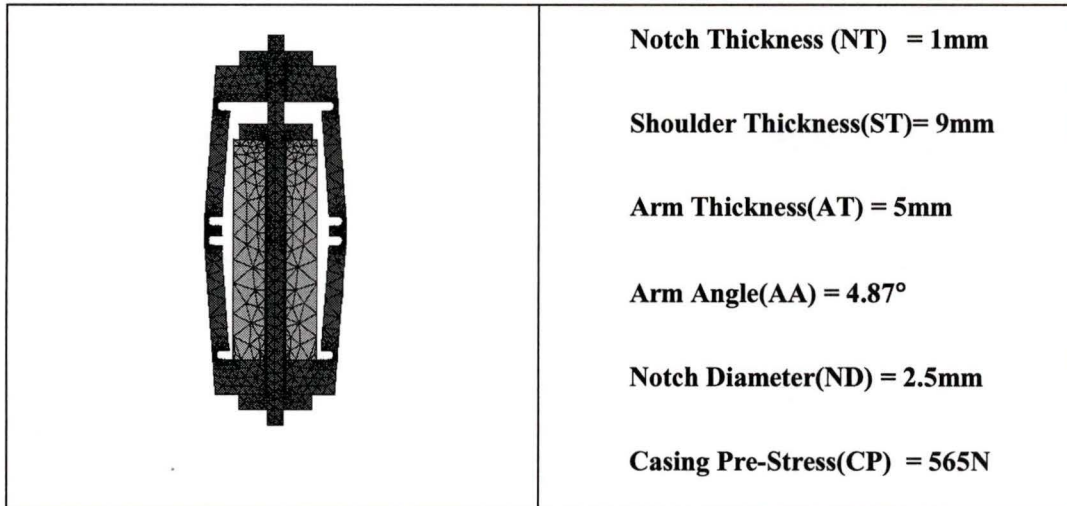 Notch Thickness (NT) = 1mm
Shoulder Thickness(ST)= 9mm
Arm Thickness(AT) = 5mm
Arm Angle(AA) = 4.87°
Notch Diameter(ND) = 2.5mm
Casing Pre-Stress(CP) = 565N